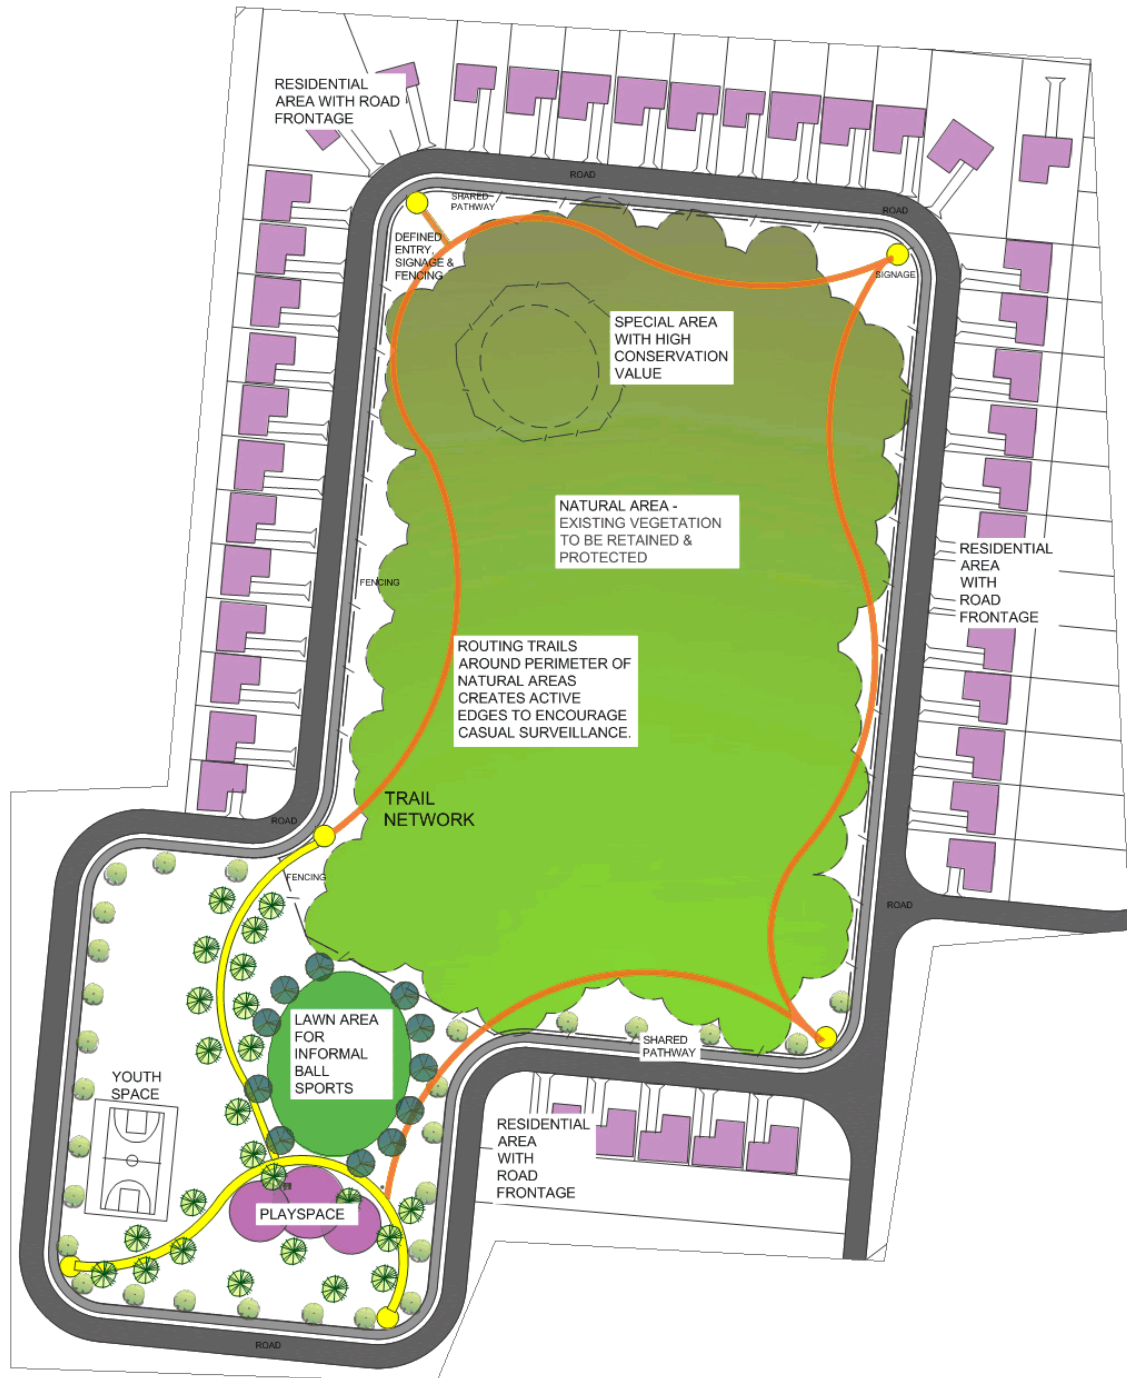 RESIDENTIAL
AREA WITH ROAD
FRONTAGE
ROAD
SHARED
PATHWAY
ROAD
DEFINED
ENTRY,
SIGNAGE &
FENCING
SIGNAGE
SPECIAL AREA
WITH HIGH
CONSERVATION
VALUE
NATURAL AREA -
EXISTING VEGETATION
TO BE RETAINED &
PROTECTED
RESIDENTIAL
AREA
WITH
ROAD
FRONTAGE
FENCING
ROUTING TRAILS
AROUND PERIMETER OF
NATURAL AREAS
CREATES ACTIVE
EDGES TO ENCOURAGE
CASUAL SURVEILLANCE.
TRAIL
NETWORK
ROAD
FENCING
ROAD
LAWN AREA
FOR
INFORMAL
BALL
SPORTS
SHARED
PATHWAY
YOUTH
SPACE
RESIDENTIAL
AREA
WITH
ROAD
FRONTAGE
PLAYSPACE
ROAD